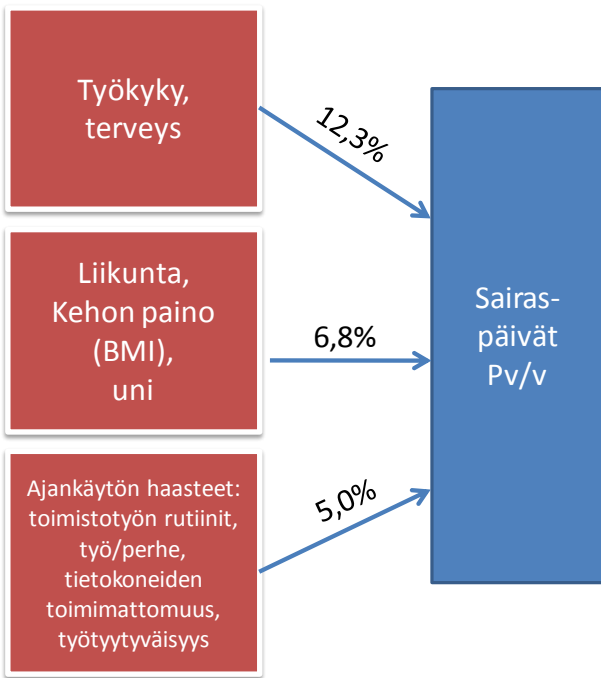 Työkyky,
terveys
12,3%
Liikunta,
Kehon paino
(BMI),
uni
6,8%
Sairas-
päivät
Pv/v
Ajankäytön haasteet:
toimistotyön rutiinit,
työ/perhe,
tietokoneiden
toimimattomuus,
työtyytyväisyys
5,0%